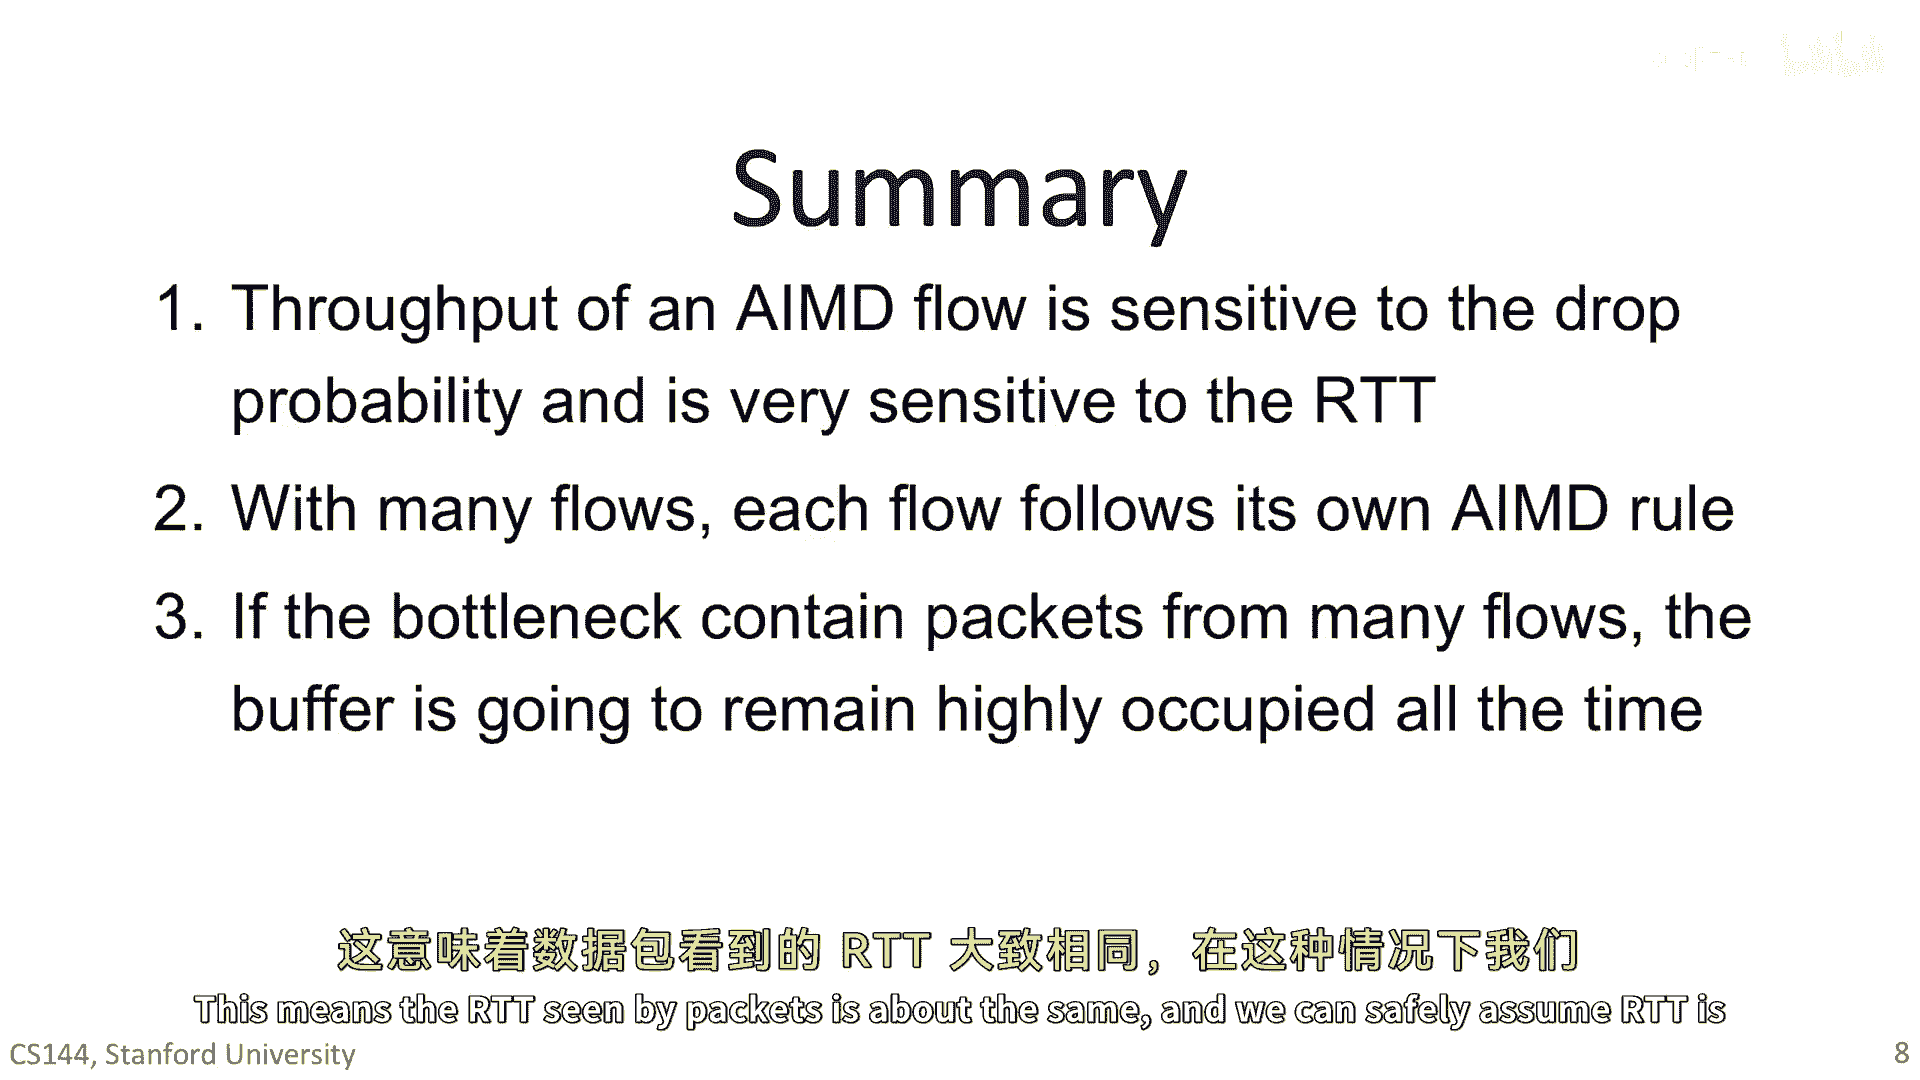 Summary
1. Throughput of an AIMD flow is sensitive to the drop
probability and is very sensitive to the RTT
2. With many flows, each flow follows its own AIMD rule
3. If the bottleneck contain packets from many flows, the
buffer is going to remain highly occupied all the time
这意味着数据包看到的 RTT 大致相同，在这种情况下我们
This means the RTT seen by packets is about the same, and we can safely assume RTT is
CS144, Stanford University
8